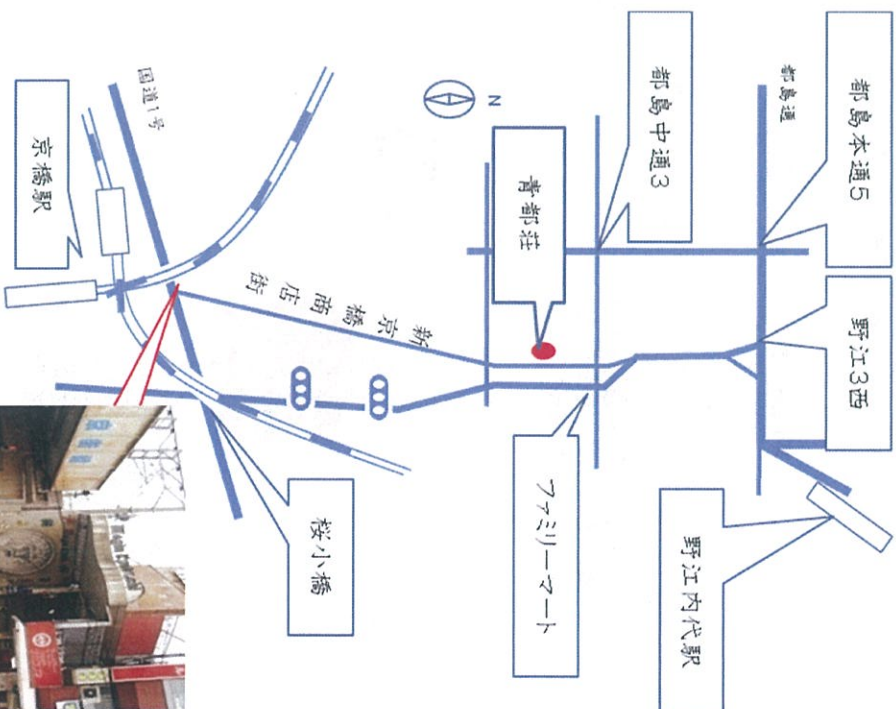 都島本通5
野江3西
都島通
都島中通3
野江内代駅
N
青都荘
ファミリーマート
新京橋商店街
桜小橋
国道1号
京橋駅